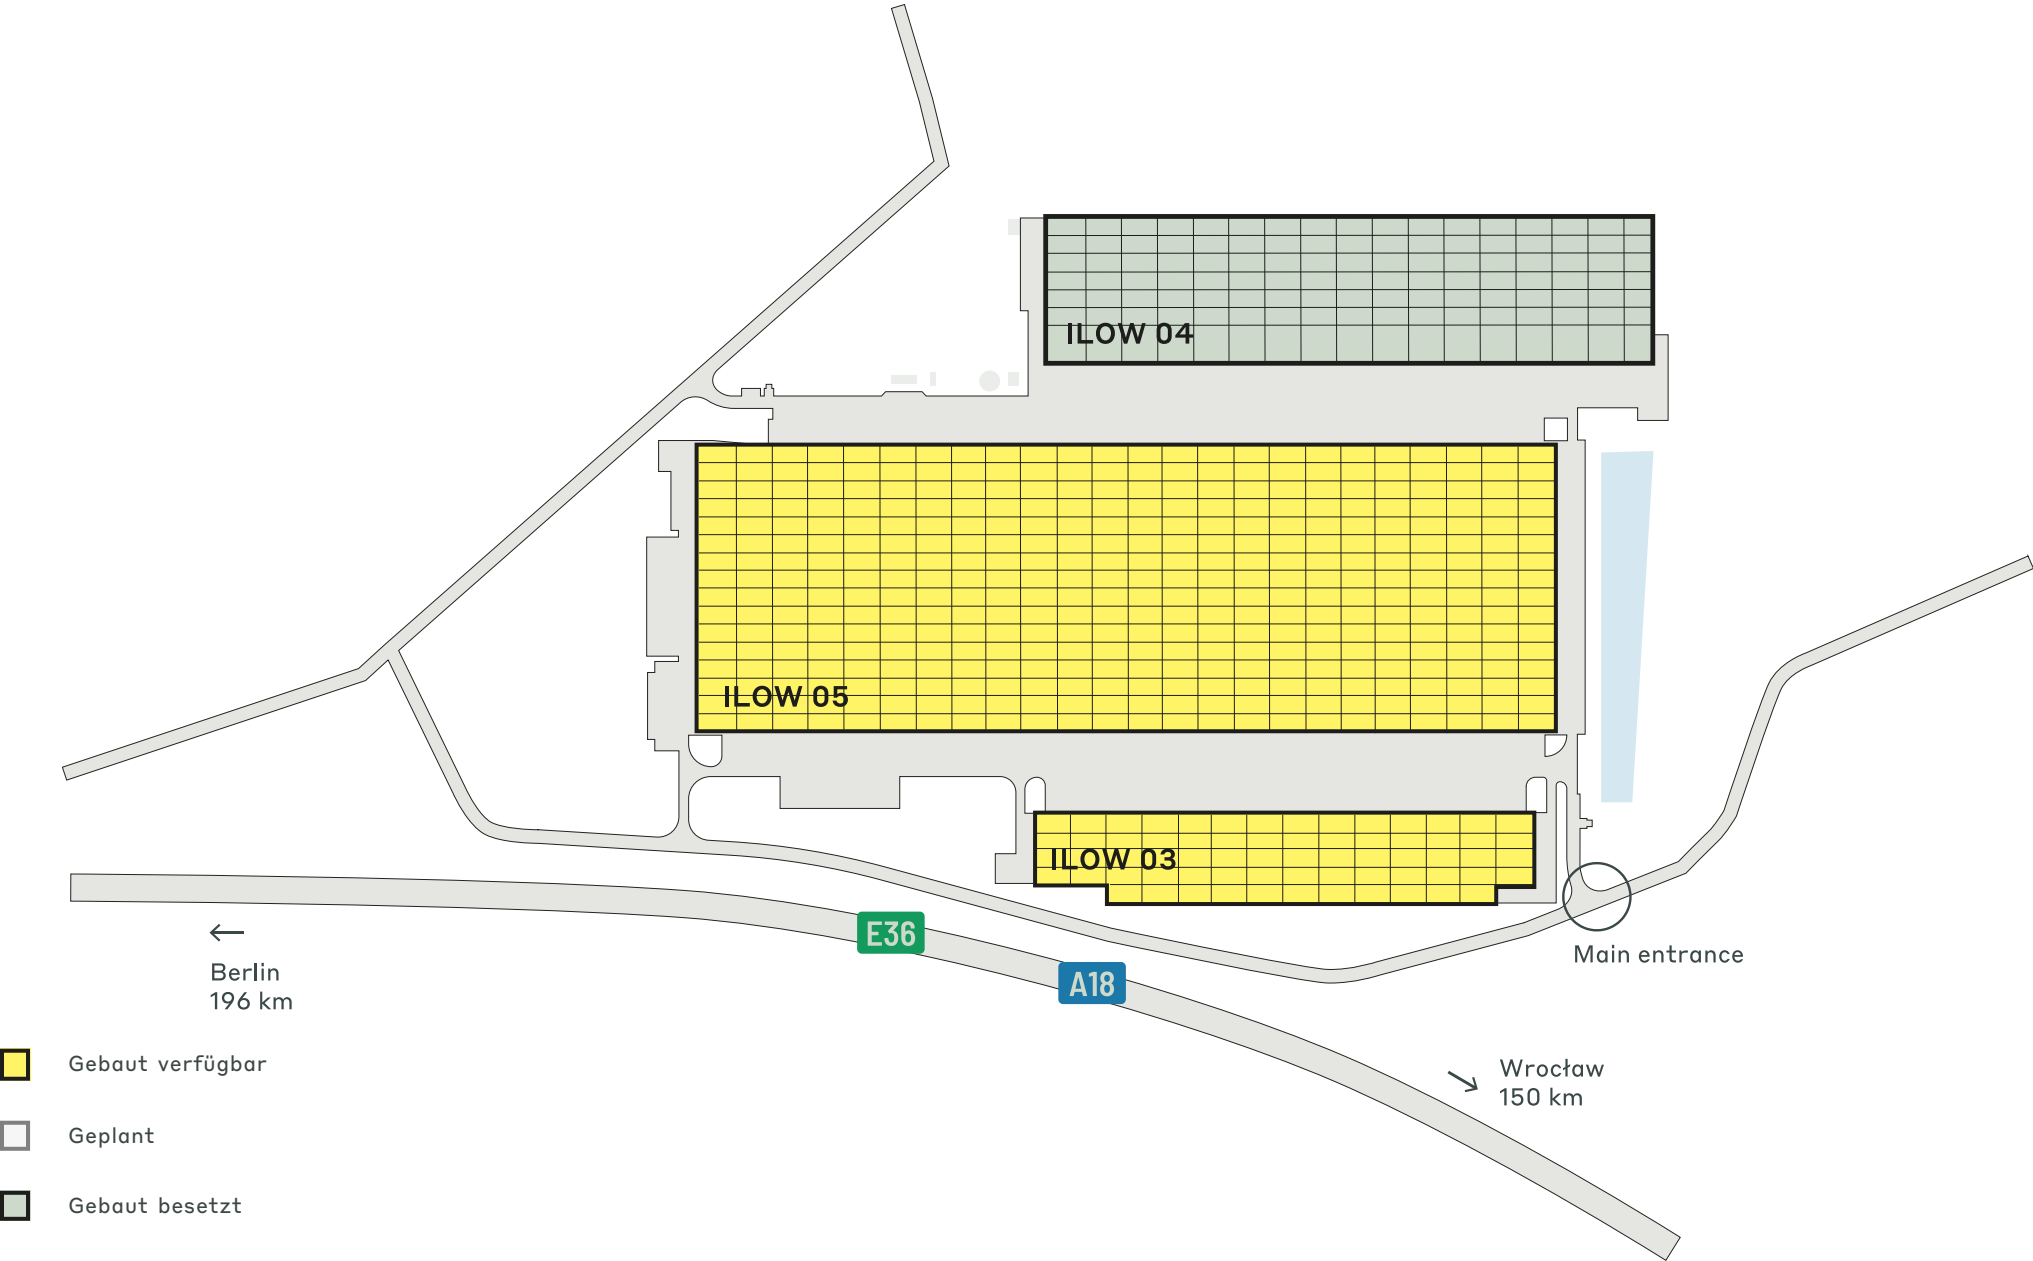 ILOW 04
ILOW 05
ILOW 03
E36
A18
Main entrance
Berlin
196 km
Wrocław
150 km
Gebaut verfügbar
Geplant
Gebaut besetzt